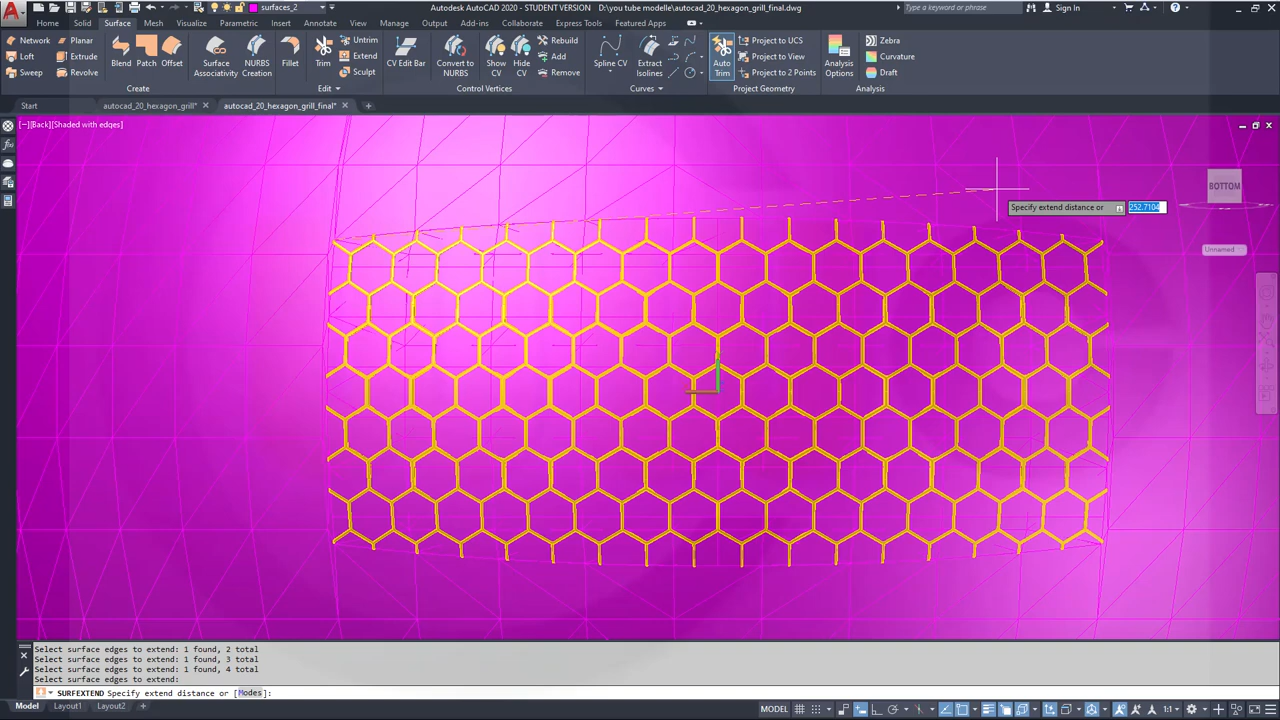 surfaces_2
Autodesk AutoCAD 2020 - STUDENT VERSION D:\you tube modelle\autocad_20_hexagon_grill_final.dwg
Type a keyword or phrase
Sign In
Home Solid Surface Mesh Visualize Parametric Insert Annotate View Manage Output Add-ins Collaborate Express Tools Featured Apps
Network Planar Untrim Rebuild Project to UCS Zebra
Loft Extrude Extend Add Project to View Curvature
Sweep Revolve Sculpt Remove Project to 2 Points Draft
Blend Patch Offset Surface Associativity NURBS Creation Fillet Trim CV Edit Bar Convert to NURBS Show CV Hide CV Spline CV Extract Isolines Auto Trim Analysis Options
Create Edit Control Vertices Curves Project Geometry Analysis
Start autocad_20_hexagon_grill* autocad_20_hexagon_grill_final*
[−][Back][Shaded with edges]
BOTTOM
Specify extend distance or 252.7104
Unnamed
Select surface edges to extend: 1 found, 2 total
Select surface edges to extend: 1 found, 3 total
Select surface edges to extend: 1 found, 4 total
Select surface edges to extend:
SURFEXTEND Specify extend distance or [Modes]:
Model Layout1 Layout2 MODEL 1:1